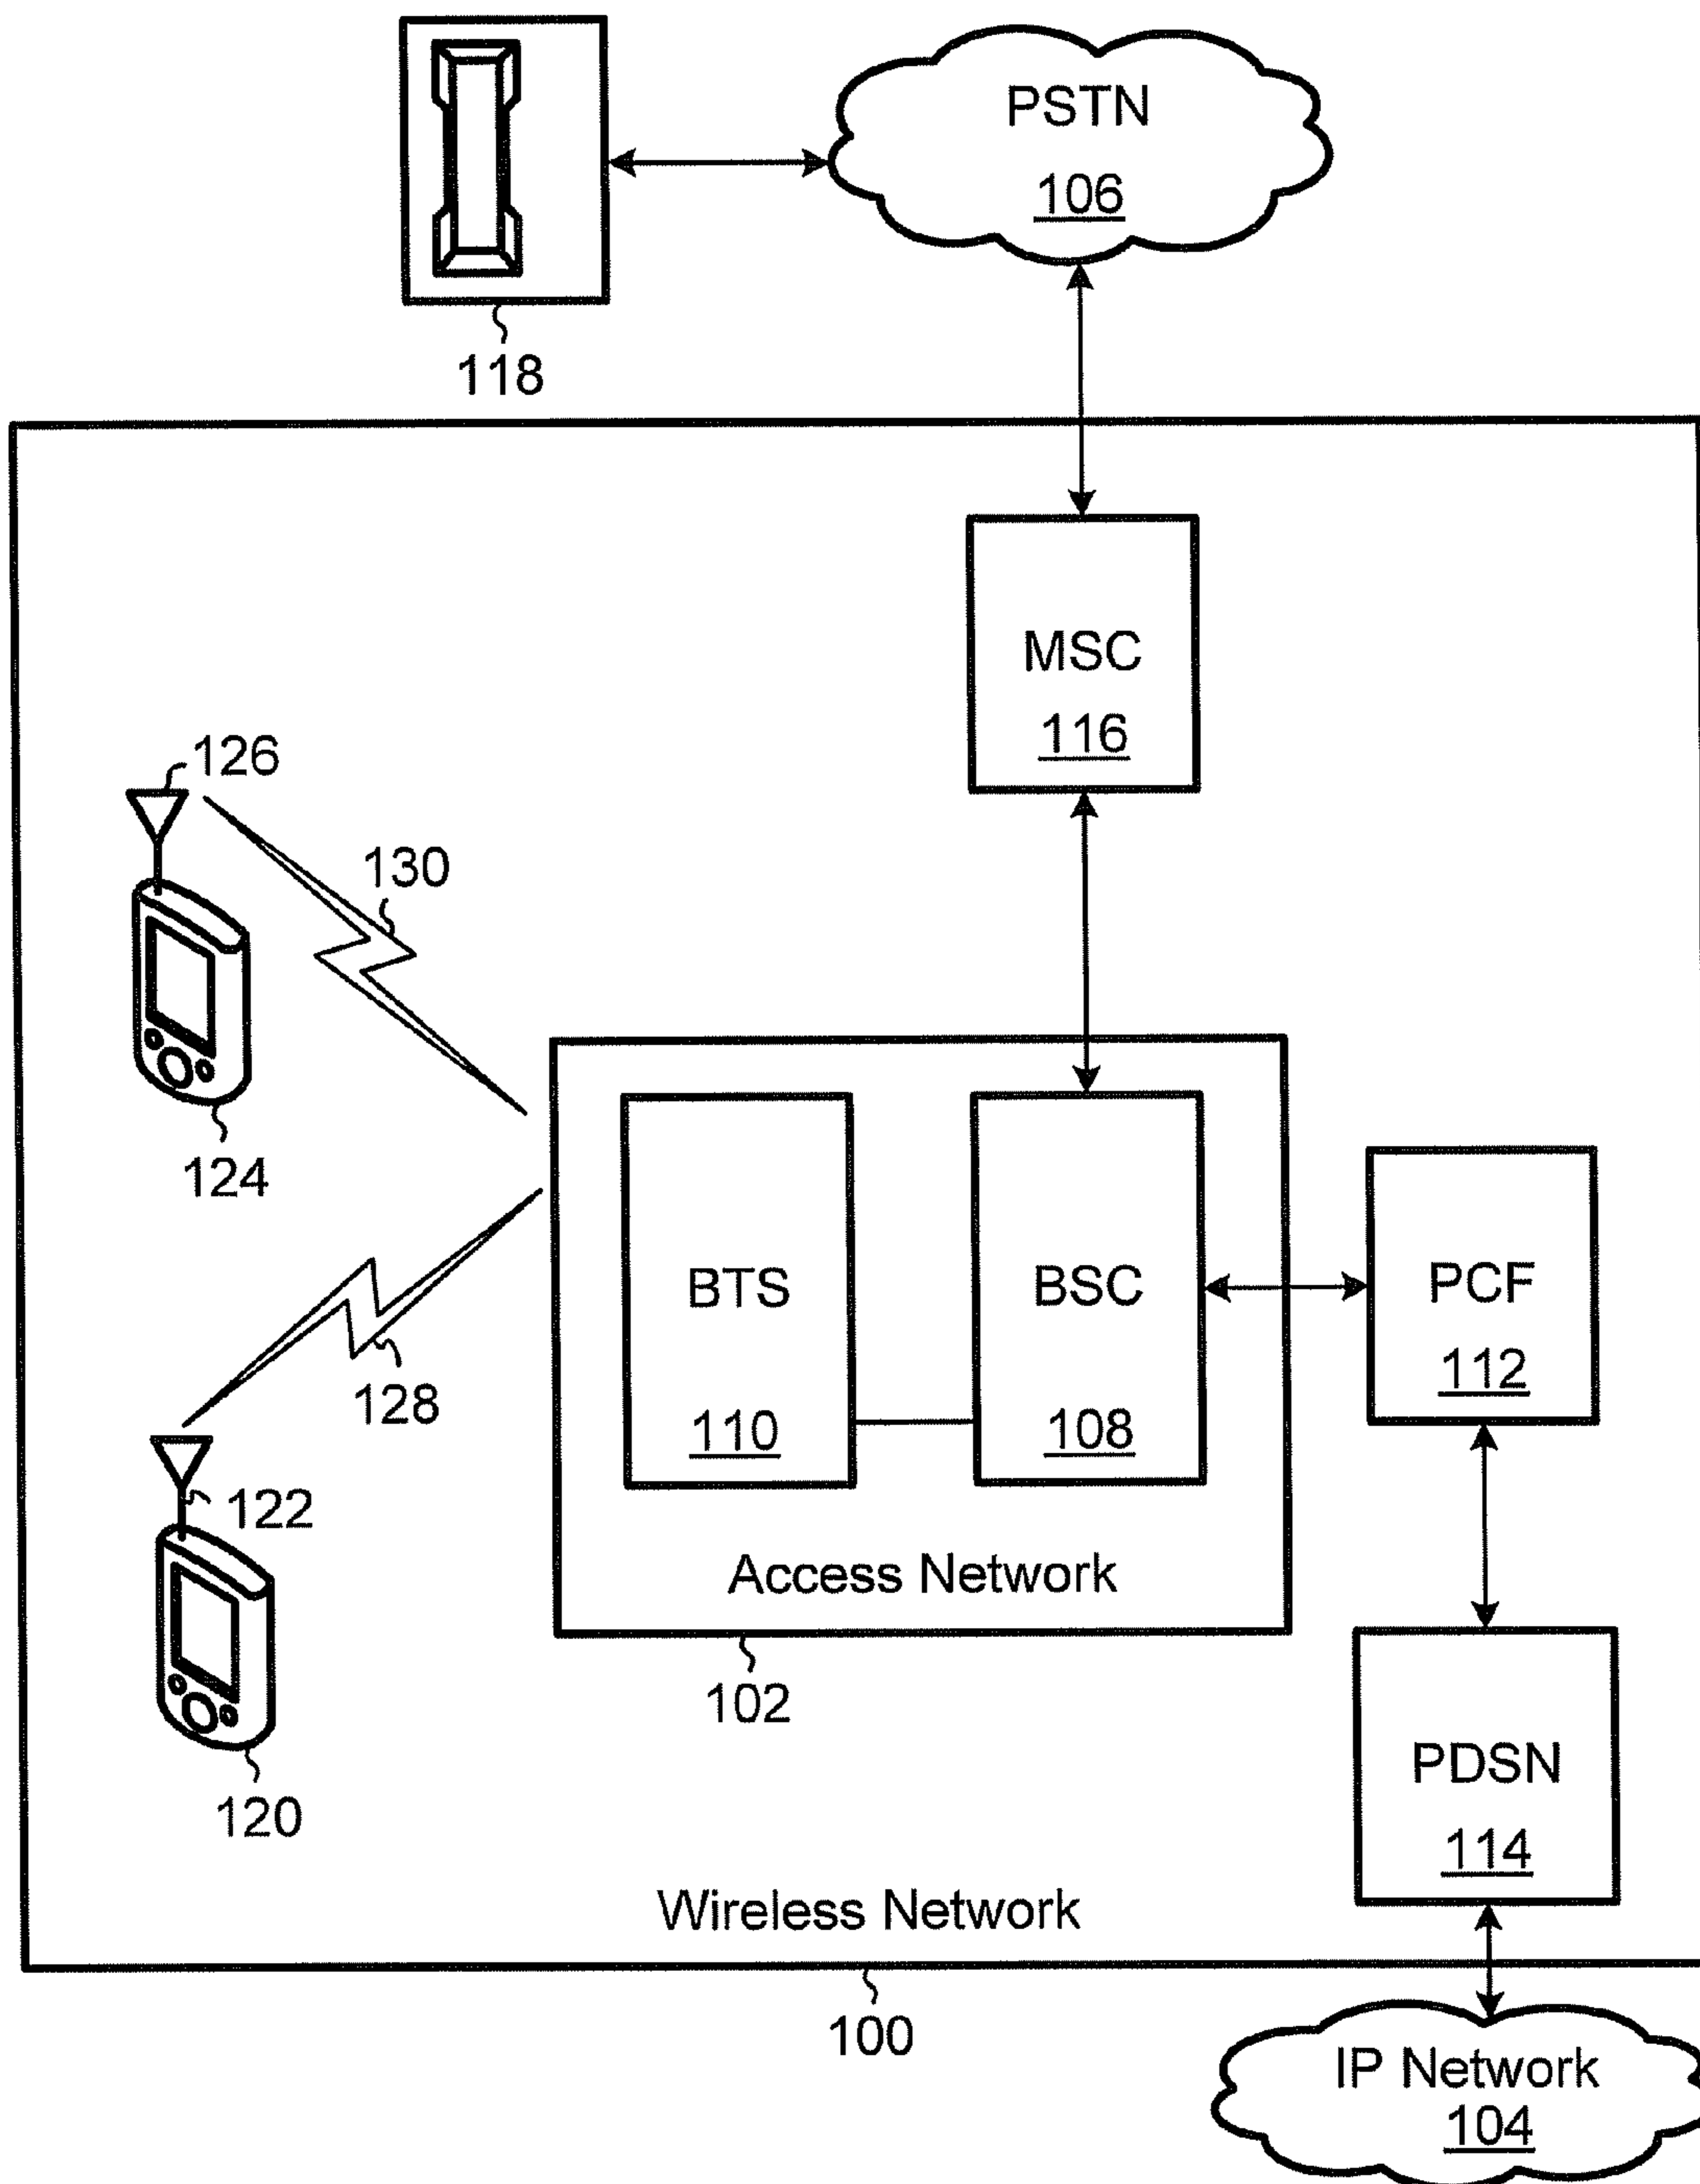 PSTN
106
118
MSC
116
126
130
124
BTS
110
BSC
108
PCF
112
128
122
Access Network
102
120
PDSN
114
Wireless Network
100
IP Network
104